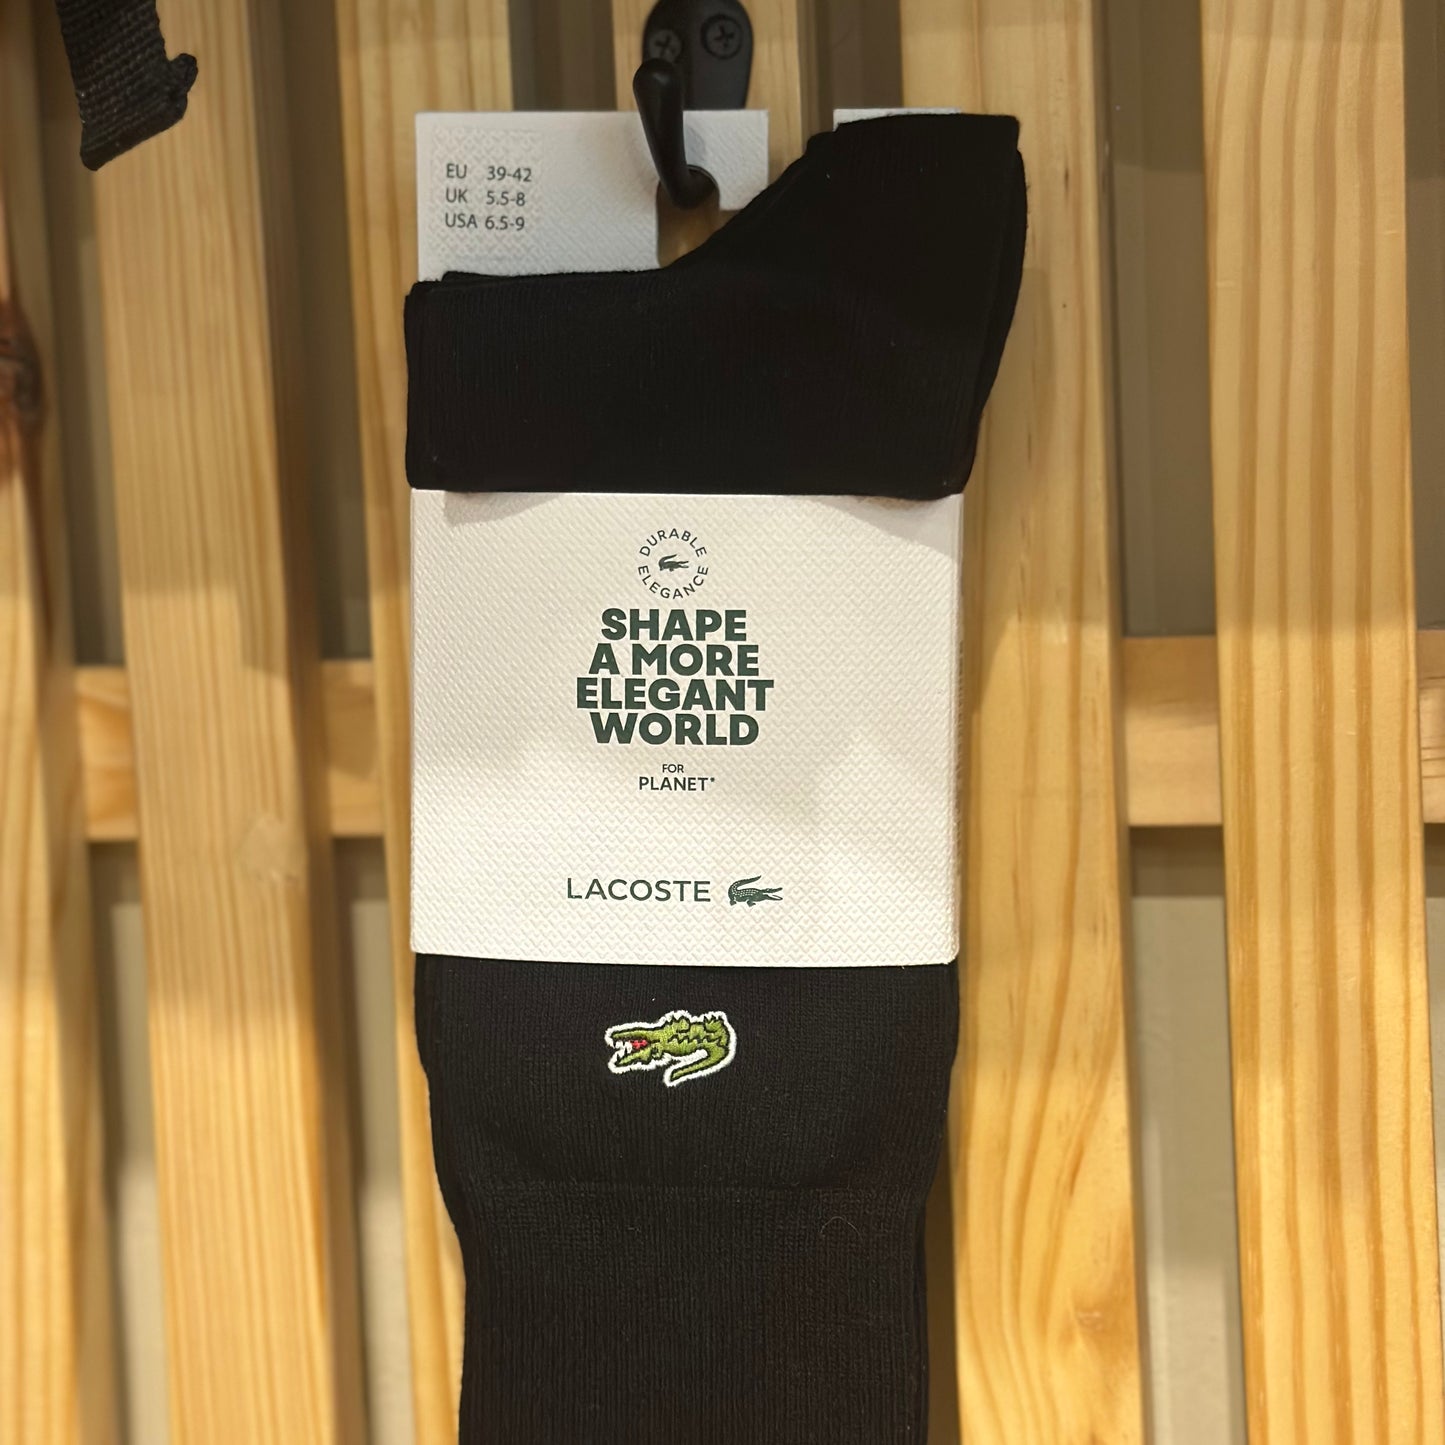 EU 39-42
UK 5.5-8
USA 6.5-9
DURABLE
ELEGANCE
SHAPE
A MORE
ELEGANT
WORLD
FOR
PLANET*
LACOSTE